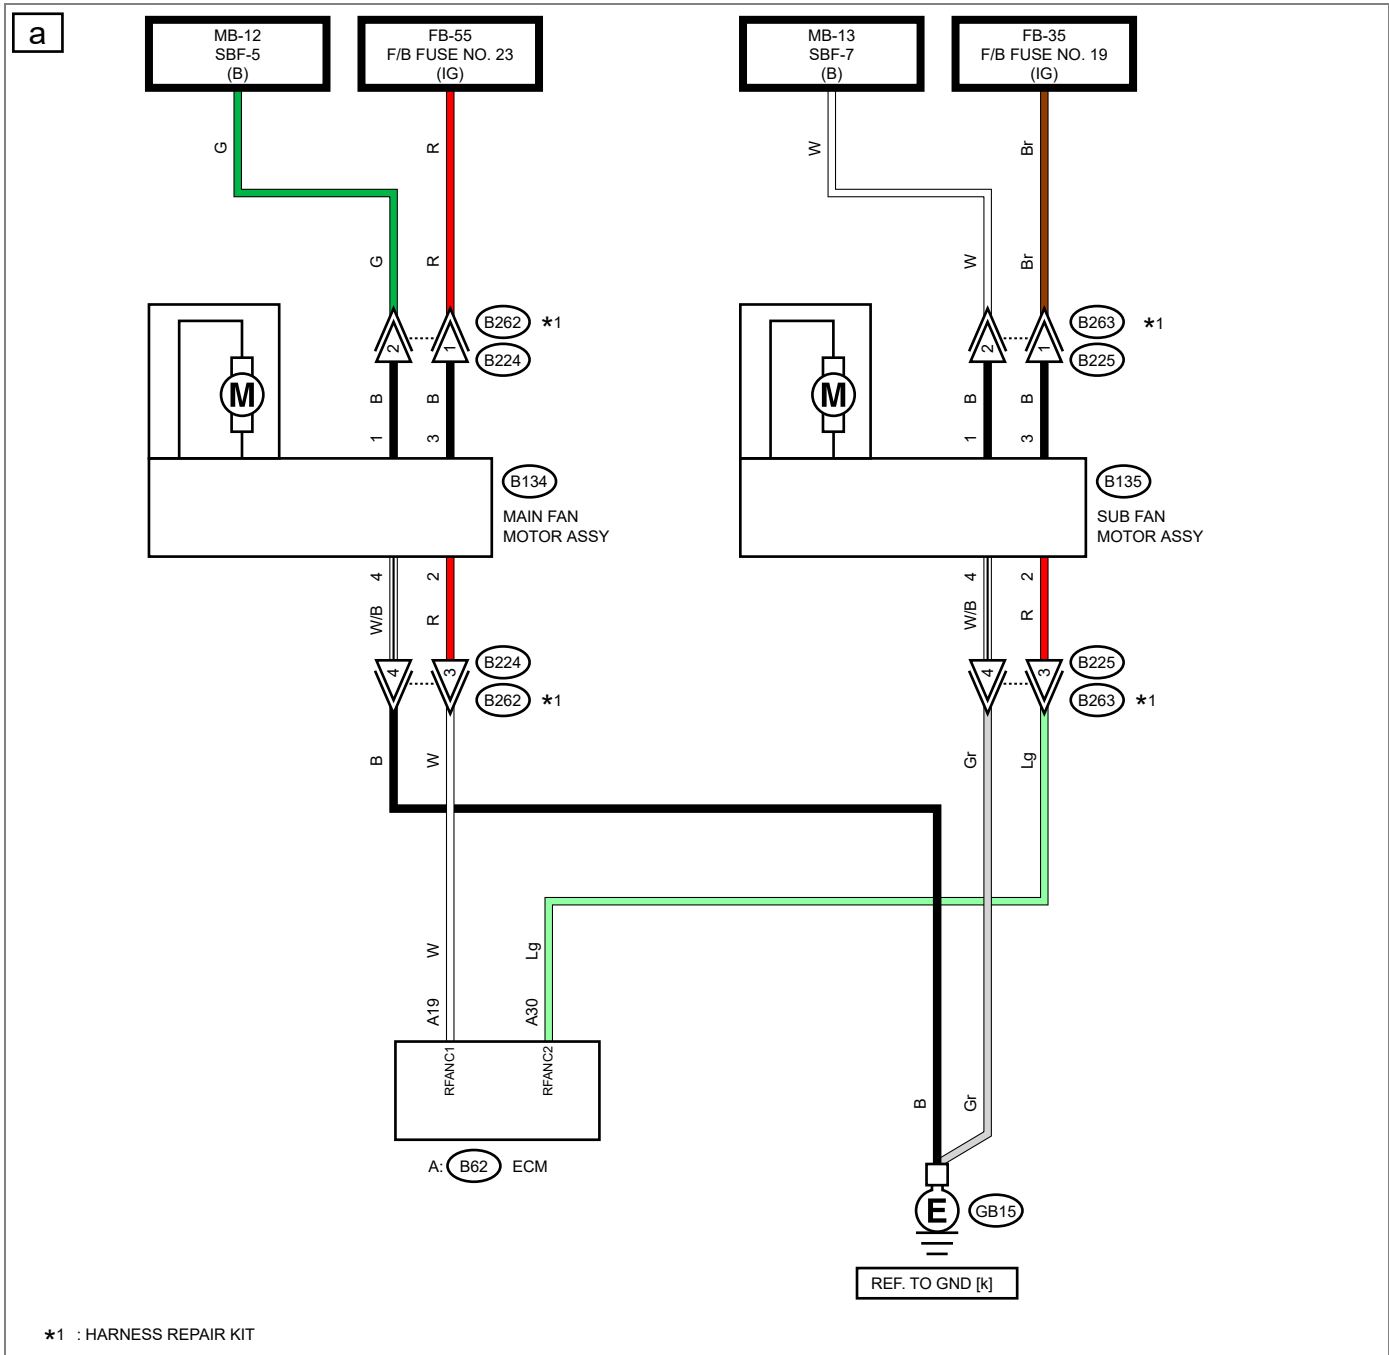 a
MB-12
SBF-5
(B)
FB-55
F/B FUSE NO. 23
(IG)
MB-13
SBF-7
(B)
FB-35
F/B FUSE NO. 19
(IG)
G
R
W
Br
G
R
W
Br
2
1
B262
*1
B224
2
1
B263
*1
B225
M
B
B
1
3
M
B
B
1
3
B134
MAIN FAN
MOTOR ASSY
B135
SUB FAN
MOTOR ASSY
4
2
W/B
R
4
2
W/B
R
4
3
B224
B262
*1
4
3
B225
B263
*1
B
W
Gr
Lg
W
Lg
A19
A30
RFANC1
RFANC2
B
Gr
A:
B62
ECM
E
GB15
REF. TO GND [k]
*1 : HARNESS REPAIR KIT